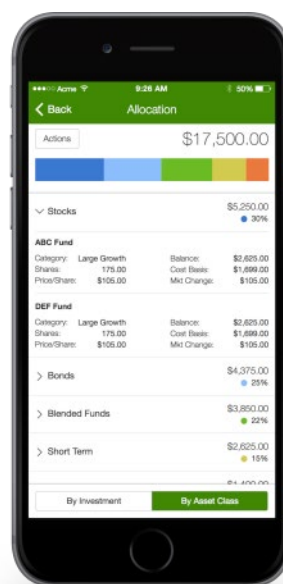 Acme 9:26 AM 50%
Back Allocation
Actions $17,500.00
Stocks $5,250.00
30%
ABC Fund
Category: Large Growth Balance: $2,625.00
Shares: 175.00 Cost Basis: $1,699.00
Price/Share: $105.00 Mkt Change: $105.00
DEF Fund
Category: Large Growth Balance: $2,625.00
Shares: 175.00 Cost Basis: $1,699.00
Price/Share: $105.00 Mkt Change: $105.00
Bonds $4,375.00
25%
Blended Funds $3,850.00
22%
Short Term $2,625.00
15%
By Investment By Asset Class